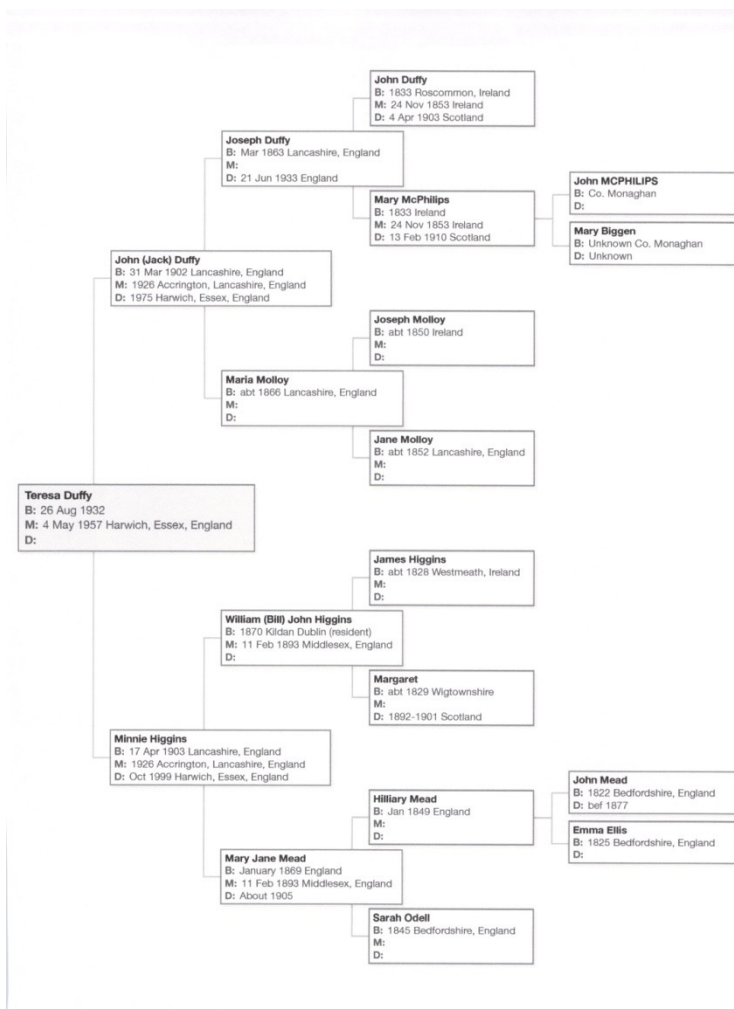 John Duffy
B: 1833 Roscommon, Ireland
M: 24 Nov 1853 Ireland
D: 4 Apr 1903 Scotland
Joseph Duffy
B: Mar 1863 Lancashire, England
M:
D: 21 Jun 1933 England
Mary McPhilips
B: 1833 Ireland
M: 24 Nov 1853 Ireland
D: 13 Feb 1910 Scotland
John MCPHILIPS
B: Co. Monaghan
D:
Mary Biggen
B: Unknown Co. Monaghan
D: Unknown
John (Jack) Duffy
B: 31 Mar 1902 Lancashire, England
M: 1926 Accrington, Lancashire, England
D: 1975 Harwich, Essex, England
Joseph Molloy
B: abt 1850 Ireland
M:
D:
Maria Molloy
B: abt 1866 Lancashire, England
M:
D:
Jane Molloy
B: abt 1852 Lancashire, England
M:
D:
Teresa Duffy
B: 26 Aug 1932
M: 4 May 1957 Harwich, Essex, England
D:
James Higgins
B: abt 1828 Westmeath, Ireland
M:
D:
William (Bill) John Higgins
B: 1870 Kildan Dublin (resident)
M: 11 Feb 1893 Middlesex, England
D:
Margaret
B: abt 1829 Wigtownshire
M:
D: 1892-1901 Scotland
Minnie Higgins
B: 17 Apr 1903 Lancashire, England
M: 1926 Accrington, Lancashire, England
D: Oct 1999 Harwich, Essex, England
Hilliary Mead
B: Jan 1849 England
M:
D:
John Mead
B: 1822 Bedfordshire, England
D: bef 1877
Emma Ellis
B: 1825 Bedfordshire, England
D:
Mary Jane Mead
B: January 1869 England
M: 11 Feb 1893 Middlesex, England
D: About 1905
Sarah Odell
B: 1845 Bedfordshire, England
M:
D: